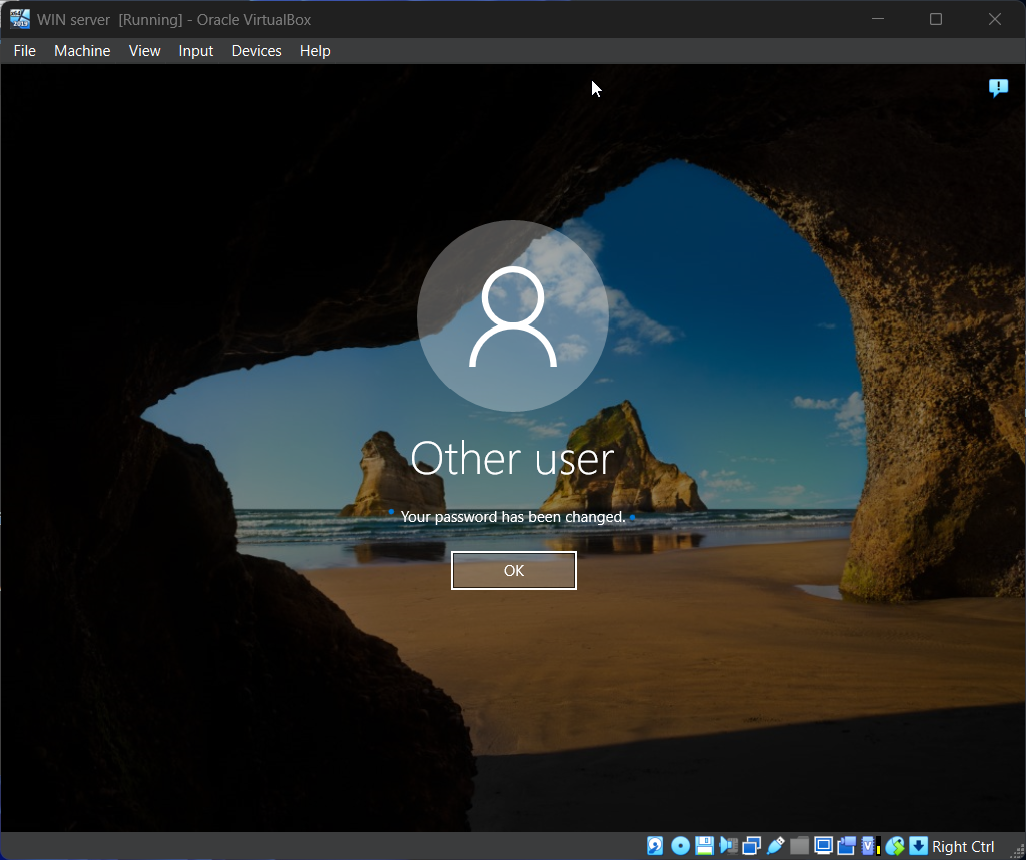 WIN server [Running] - Oracle VirtualBox
File Machine View Input Devices Help
Other user
Your password has been changed.
OK
Right Ctrl